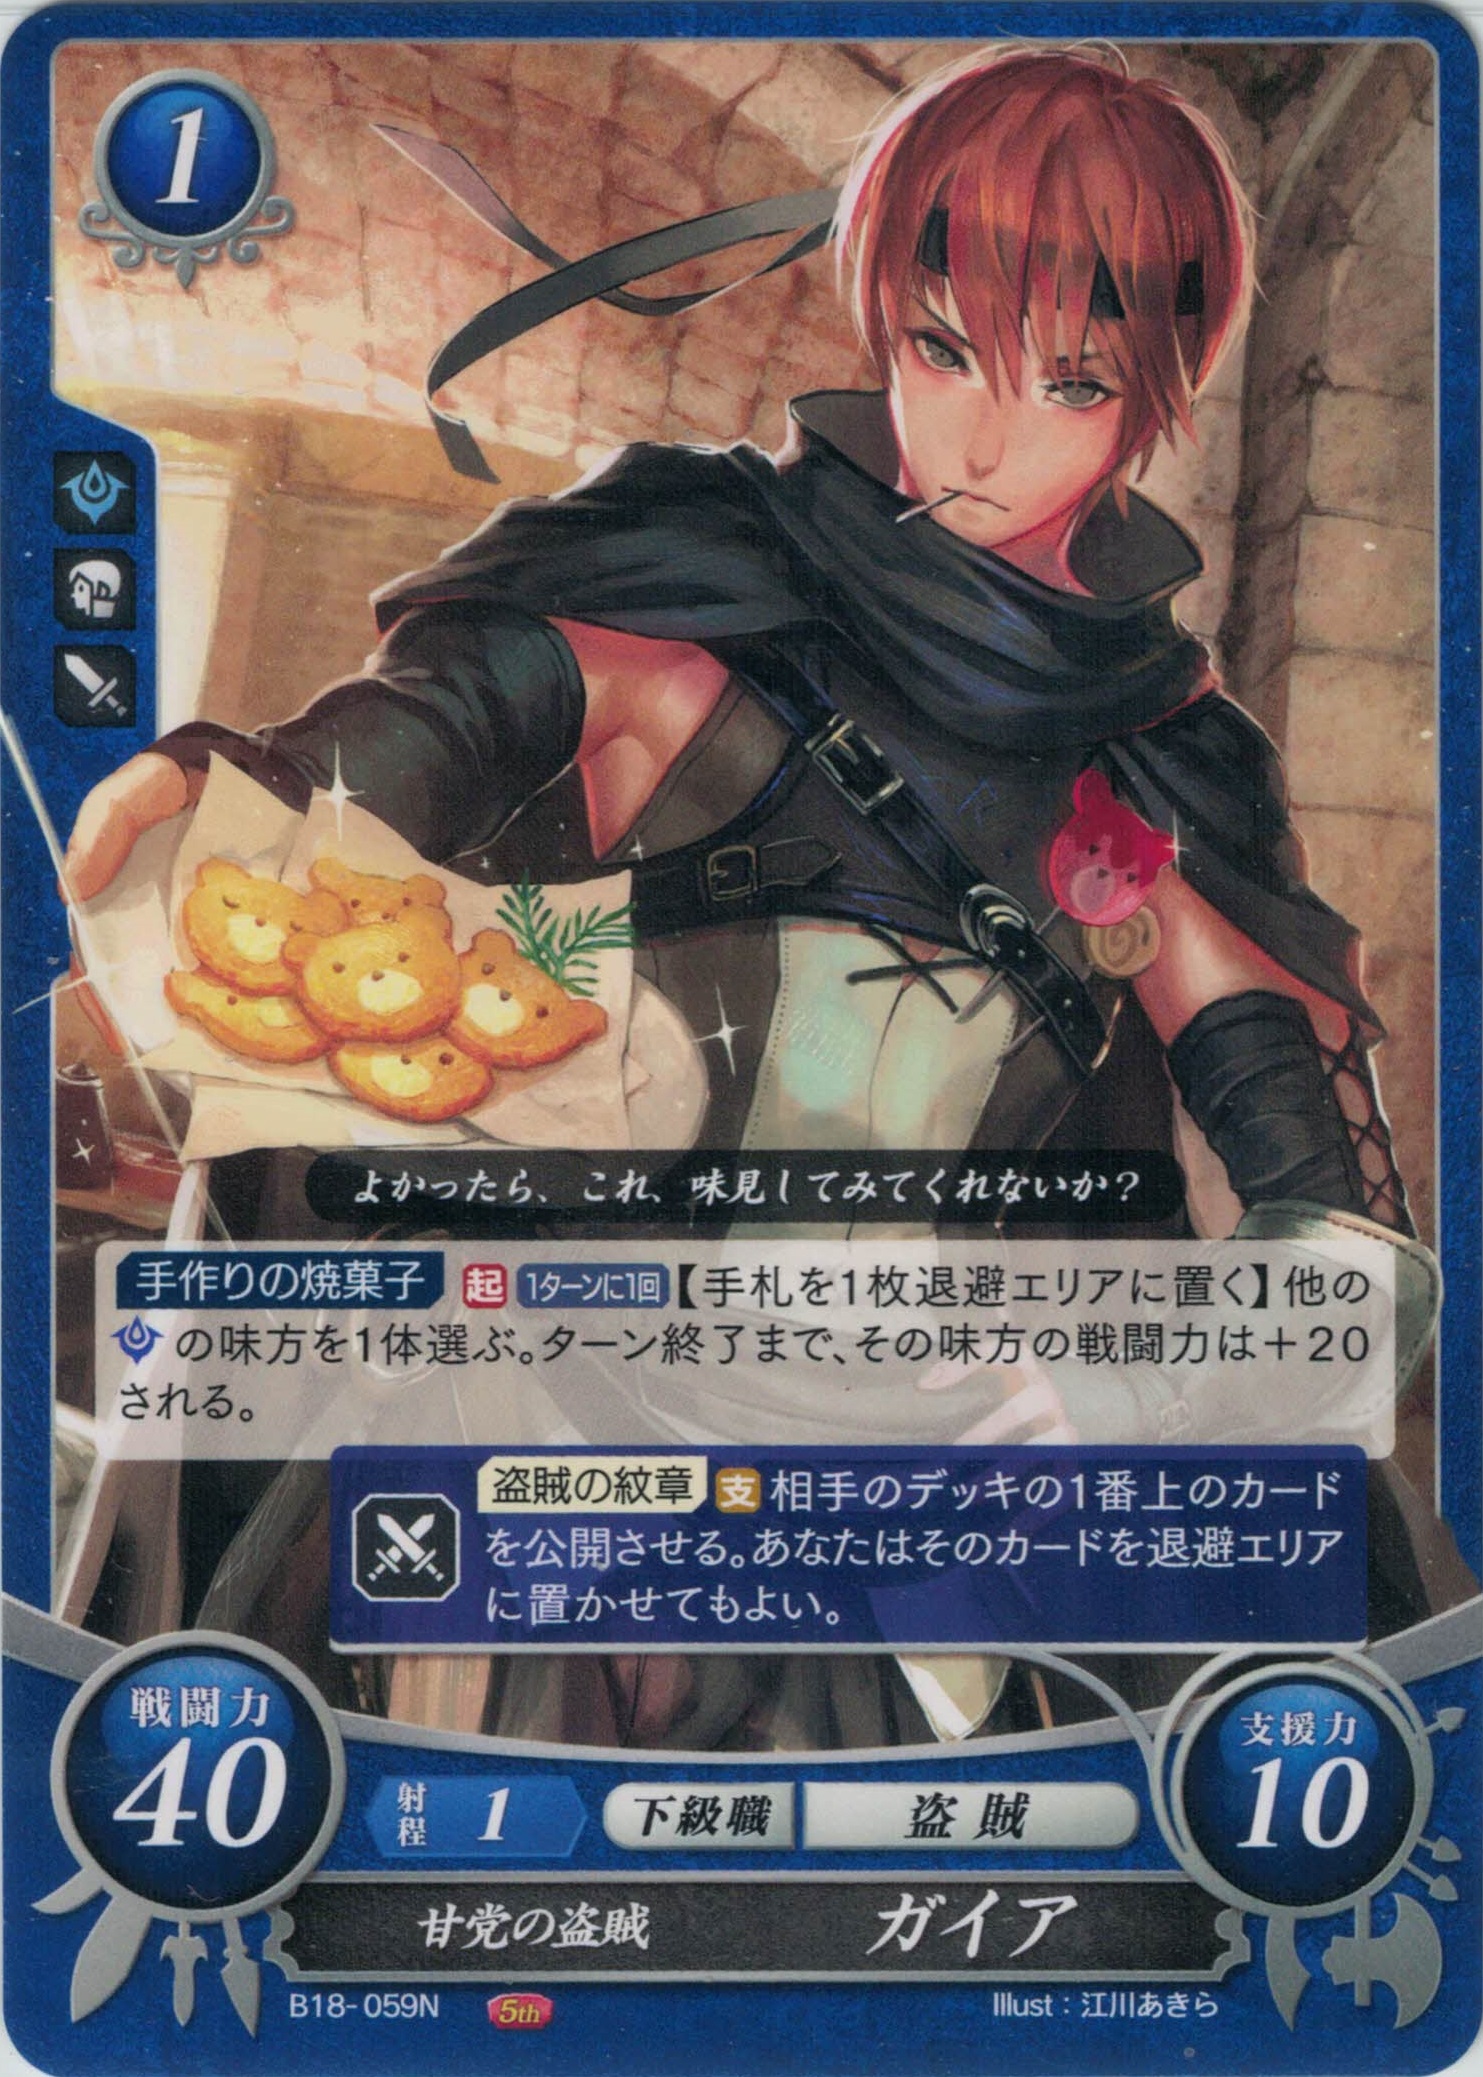 1
よかったら、これ、味見してみてくれないか？
手作りの焼菓子 起 1ターンに1回【手札を1枚退避エリアに置く】他の
の味方を1体選ぶ。ターン終了まで、その味方の戦闘力は＋20
される。
盗賊の紋章 支 相手のデッキの1番上のカード
を公開させる。あなたはそのカードを退避エリア
に置かせてもよい。
戦闘力
40
射程 1
下級職 盗賊
支援力
10
甘党の盗賊 ガイア
B18-059N 5th Illust：江川あきら